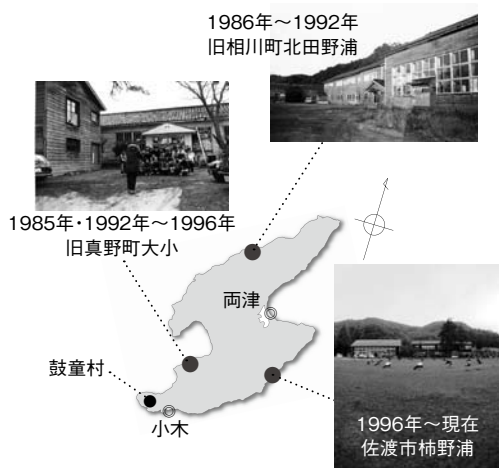 1986年～1992年
旧相川町北田野浦
1985年・1992年～1996年
旧真野町大小
両津
鼓童村
小木
1996年～現在
佐渡市柿野浦